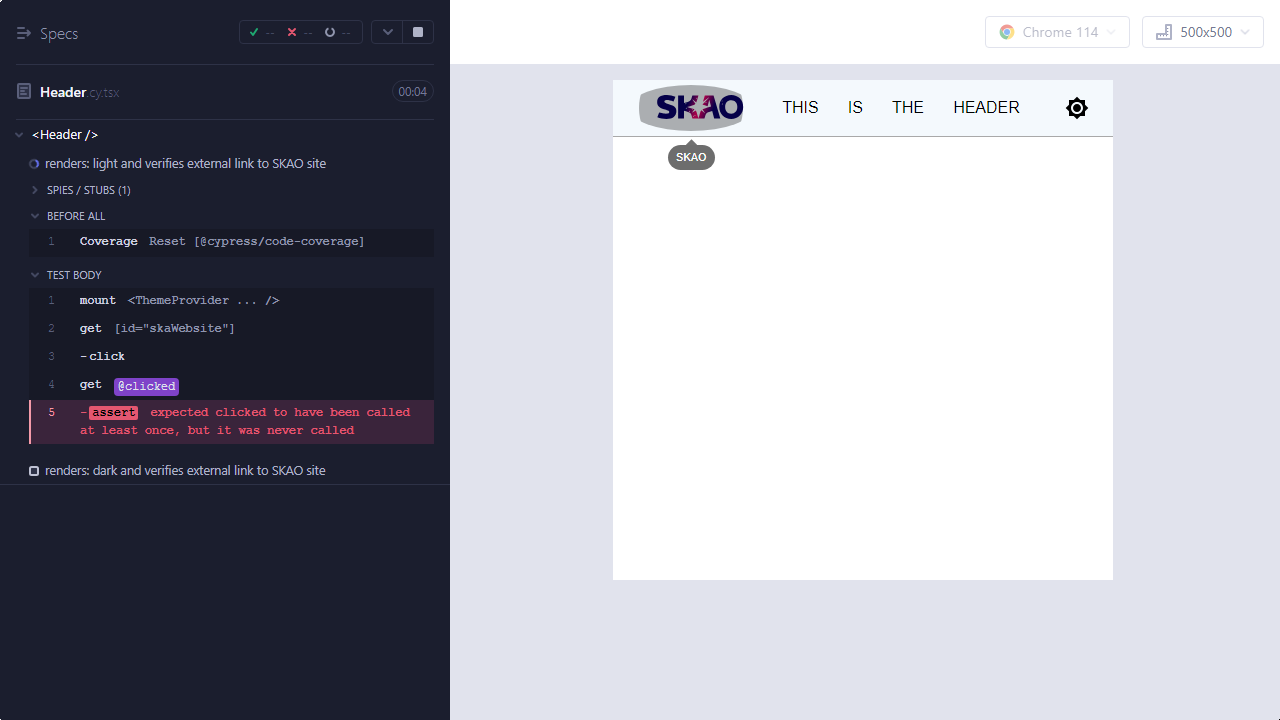 Specs
-- -- --
Header.cy.tsx 00:04
<Header />
renders: light and verifies external link to SKAO site
SPIES / STUBS (1)
BEFORE ALL
1 Coverage Reset [@cypress/code-coverage]
TEST BODY
1 mount <ThemeProvider ... />
2 get [id="skaWebsite"]
3 -click
4 get @clicked
5 -assert expected clicked to have been called
at least once, but it was never called
renders: dark and verifies external link to SKAO site
Chrome 114 500x500
SKAO THIS IS THE HEADER
SKAO